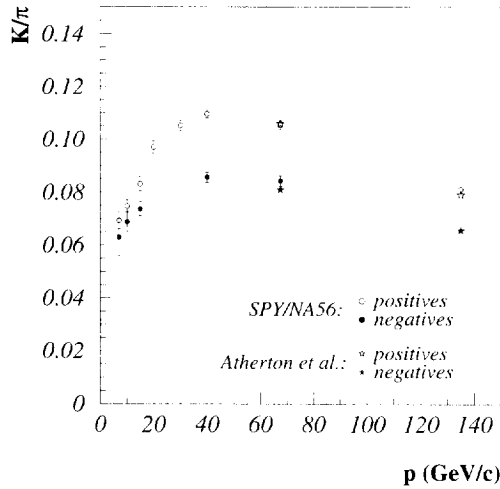 K/π
0.14
0.12
0.10
0.08
0.06
0.04
0.02
0
SPY/NA56: ○ positives
● negatives
Atherton et al.: ☆ positives
★ negatives
0 20 40 60 80 100 120 140
p (GeV/c)